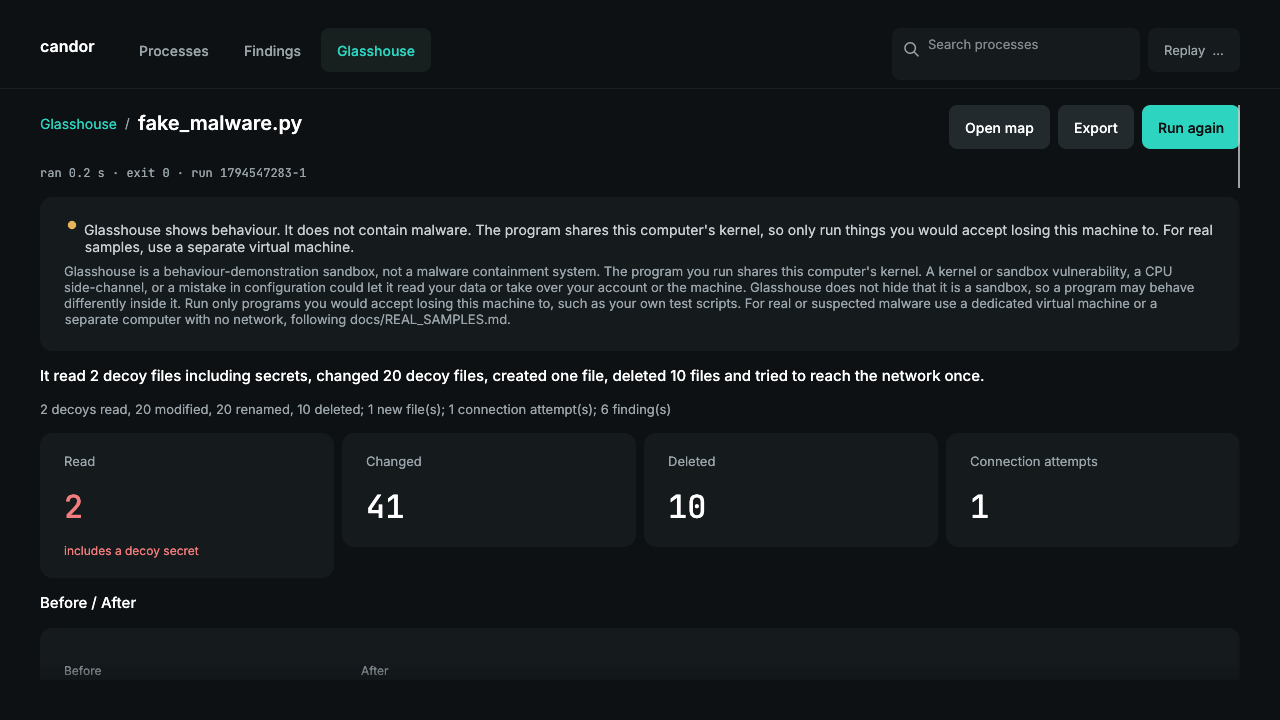 candor
Processes
Findings
Glasshouse
Search processes
Replay ...
Glasshouse / fake_malware.py
Open map
Export
Run again
ran 0.2 s · exit 0 · run 1794547283-1
Glasshouse shows behaviour. It does not contain malware. The program shares this computer's kernel, so only run things you would accept losing this machine to. For real
samples, use a separate virtual machine.
Glasshouse is a behaviour-demonstration sandbox, not a malware containment system. The program you run shares this computer's kernel. A kernel or sandbox vulnerability, a CPU
side-channel, or a mistake in configuration could let it read your data or take over your account or the machine. Glasshouse does not hide that it is a sandbox, so a program may behave
differently inside it. Run only programs you would accept losing this machine to, such as your own test scripts. For real or suspected malware use a dedicated virtual machine or a
separate computer with no network, following docs/REAL_SAMPLES.md.
It read 2 decoy files including secrets, changed 20 decoy files, created one file, deleted 10 files and tried to reach the network once.
2 decoys read, 20 modified, 20 renamed, 10 deleted; 1 new file(s); 1 connection attempt(s); 6 finding(s)
Read
2
includes a decoy secret
Changed
41
Deleted
10
Connection attempts
1
Before / After
Before
After